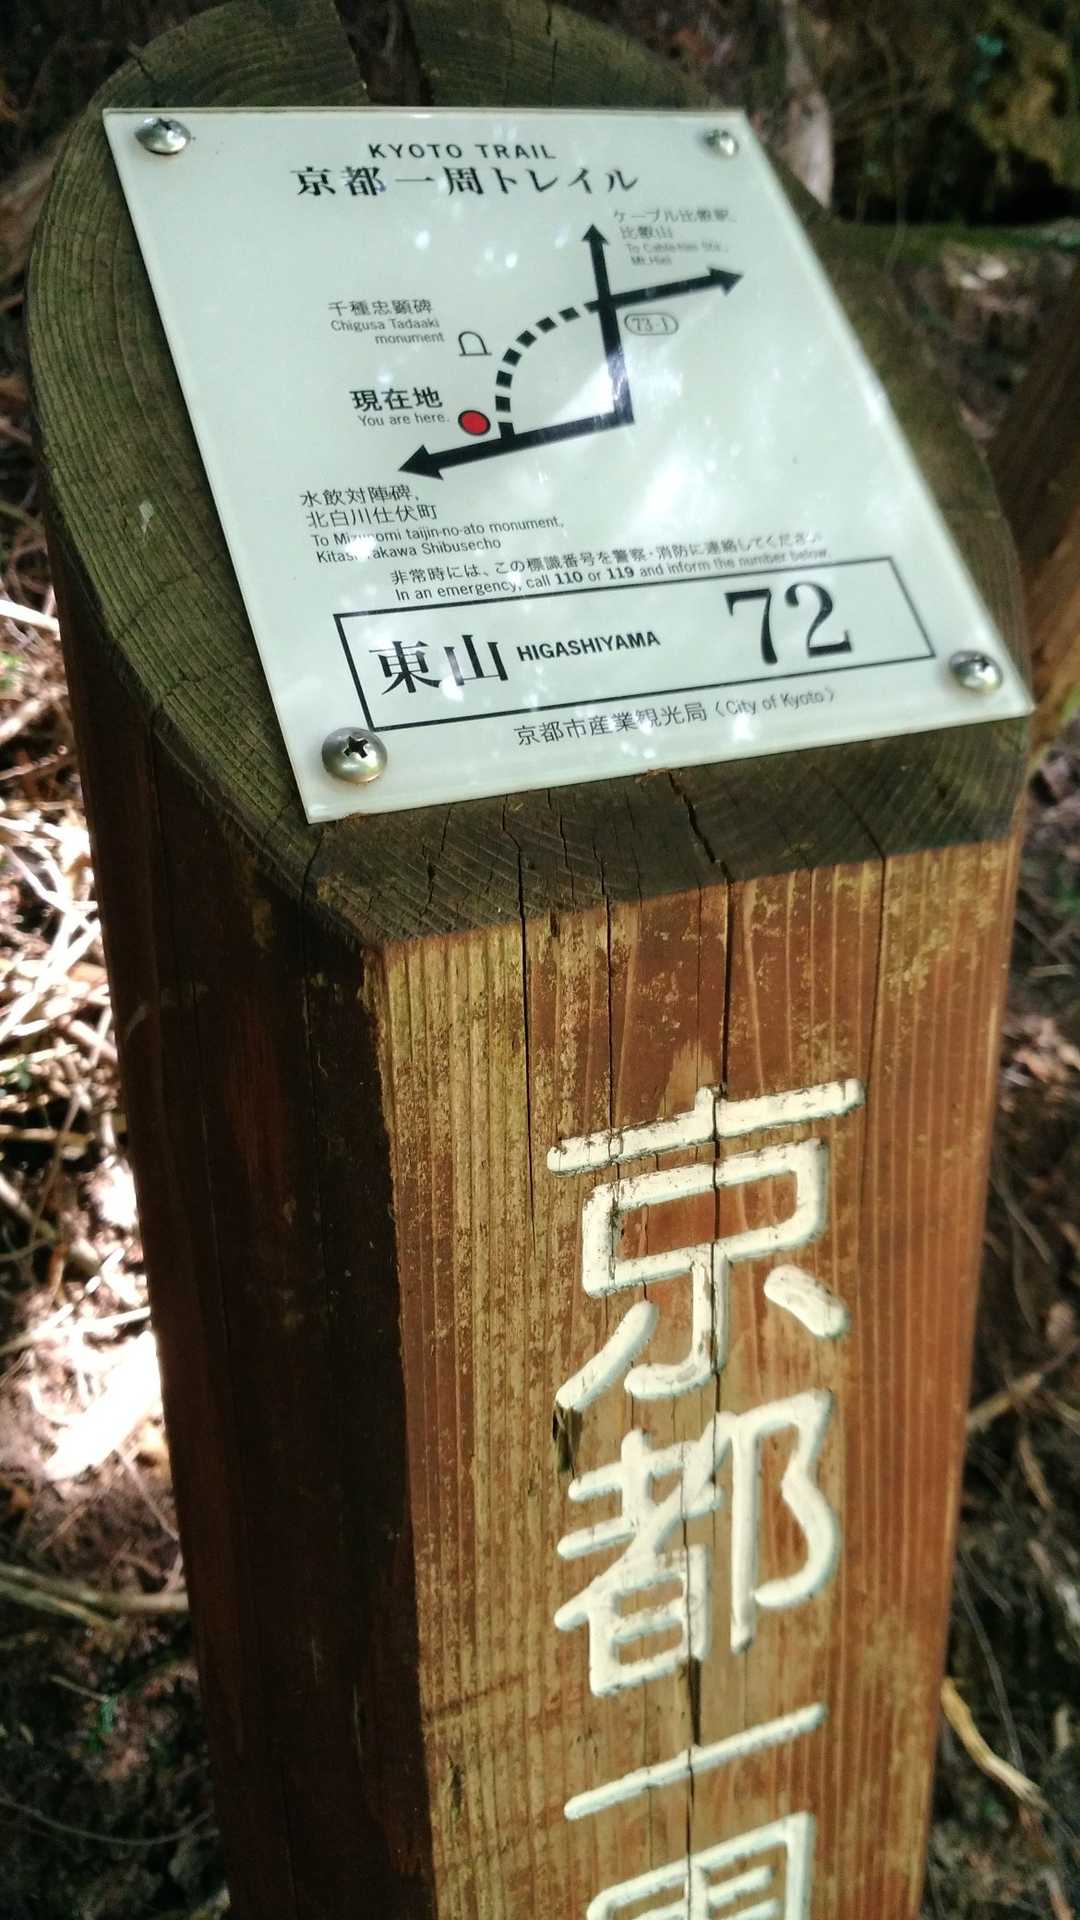 KYOTO TRAIL
京都一周トレイル
ケーブル比叡駅、
比叡山
To Cable-hiei Sta.,
Mt.Hiei
千種忠顕碑
Chigusa Tadaaki
monument
73-1
現在地
You are here.
水飲対陣碑、
北白川仕伏町
To Mizunomi taijin-no-ato monument,
Kitashirakawa Shibusecho
非常時には、この標識番号を警察・消防に連絡してください。
In an emergency, call 110 or 119 and inform the number below.
東山 HIGASHIYAMA 72
京都市産業観光局〈City of Kyoto〉
京都一周